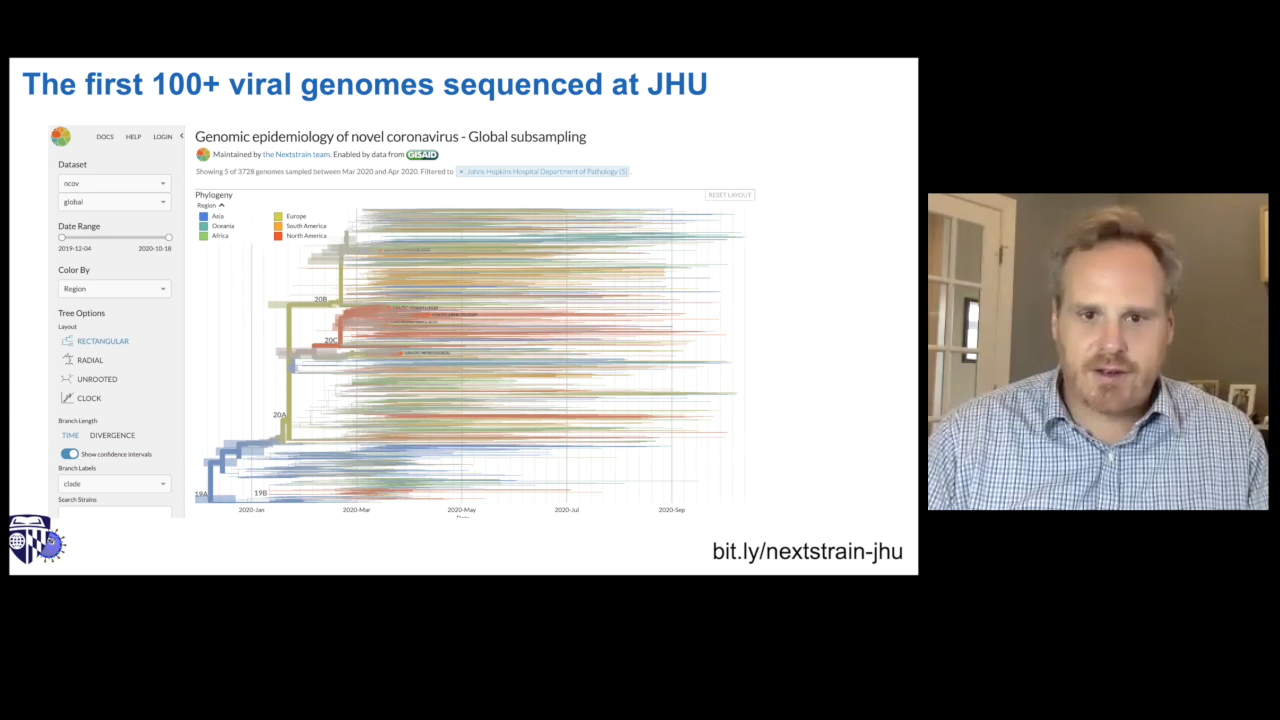 The first 100+ viral genomes sequenced at JHU
DOCS HELP LOGIN
Genomic epidemiology of novel coronavirus - Global subsampling
Maintained by the Nextstrain team. Enabled by data from GISAID
Showing 5 of 3728 genomes sampled between Mar 2020 and Apr 2020. Filtered to × Johns Hopkins Hospital Department of Pathology (5) .
Dataset
ncov
global
Date Range
2019-12-04 2020-10-18
Color By
Region
Tree Options
Layout
RECTANGULAR
RADIAL
UNROOTED
CLOCK
Branch Length
TIME DIVERGENCE
Show confidence intervals
Branch Labels
clade
Search Strains
Phylogeny
RESET LAYOUT
Region
Asia Europe
Oceania South America
Africa North America
20B
20C
20A
19A 19B
2020-Jan 2020-Mar 2020-May 2020-Jul 2020-Sep
bit.ly/nextstrain-jhu